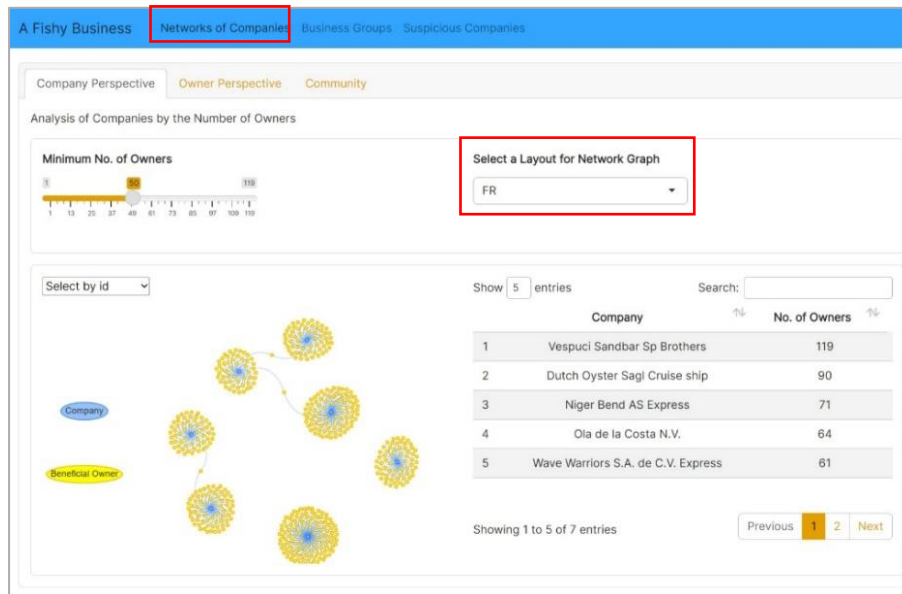 A Fishy Business Networks of Companies Business Groups Suspicious Companies
Company Perspective Owner Perspective Community
Analysis of Companies by the Number of Owners
Minimum No. of Owners
1 50 119
1 13 25 37 49 61 73 85 97 109 119
Select a Layout for Network Graph
FR
Select by id
Company
Beneficial Owner
Show 5 entries Search:
Company No. of Owners
1 Vespuci Sandbar Sp Brothers 119
2 Dutch Oyster Sagl Cruise ship 90
3 Niger Bend AS Express 71
4 Ola de la Costa N.V. 64
5 Wave Warriors S.A. de C.V. Express 61
Showing 1 to 5 of 7 entries
Previous 1 2 Next